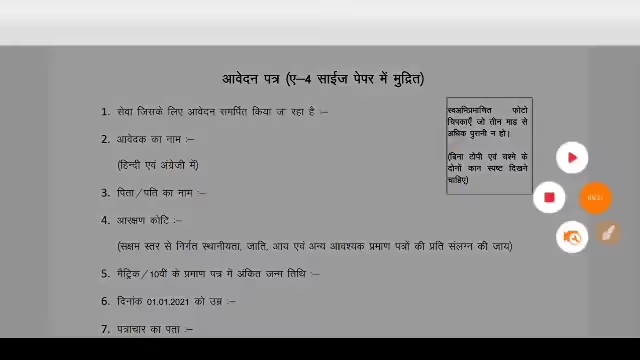 आवेदन पत्र (ए–4 साईज पेपर में मुद्रित)
1. सेवा जिसके लिए आवेदन समर्पित किया जा रहा है :–
स्वअभिप्रमाणित फोटो
चिपकाएँ जो तीन माह से
अधिक पुरानी न हो।
(बिना टोपी एवं चश्मे के
दोनों कान स्पष्ट दिखने
चाहिए)
2. आवेदक का नाम :–
(हिन्दी एवं अंग्रेजी में)
3. पिता/पति का नाम :–
4. आरक्षण कोटि :–
(सक्षम स्तर से निर्गत स्थानीयता, जाति, आय एवं अन्य आवश्यक प्रमाण पत्रों की प्रति संलग्न की जाय)
5. मैट्रिक/10वीं के प्रमाण पत्र में अंकित जन्म तिथि :–
6. दिनांक 01.01.2021 को उम्र :–
7. पत्राचार का पता :–